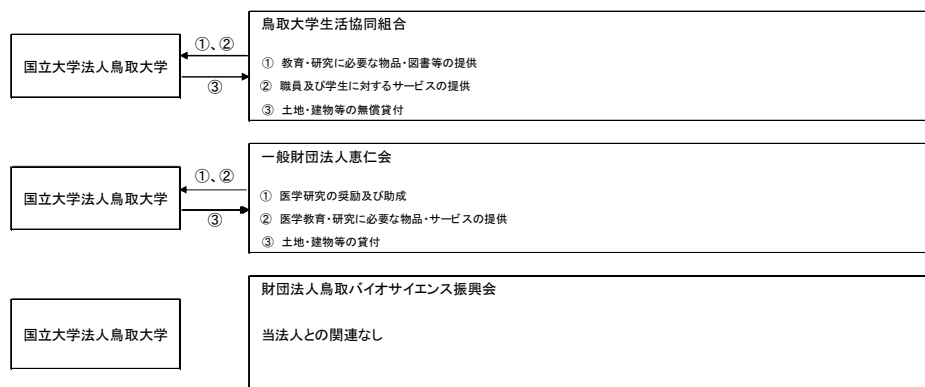 鳥取大学生活協同組合
①、②
国立大学法人鳥取大学
① 教育・研究に必要な物品・図書等の提供
② 職員及び学生に対するサービスの提供
③
③ 土地・建物等の無償貸付
一般財団法人恵仁会
①、②
国立大学法人鳥取大学
① 医学研究の奨励及び助成
② 医学教育・研究に必要な物品・サービスの提供
③
③ 土地・建物等の貸付
財団法人鳥取バイオサイエンス振興会
国立大学法人鳥取大学
当法人との関連なし